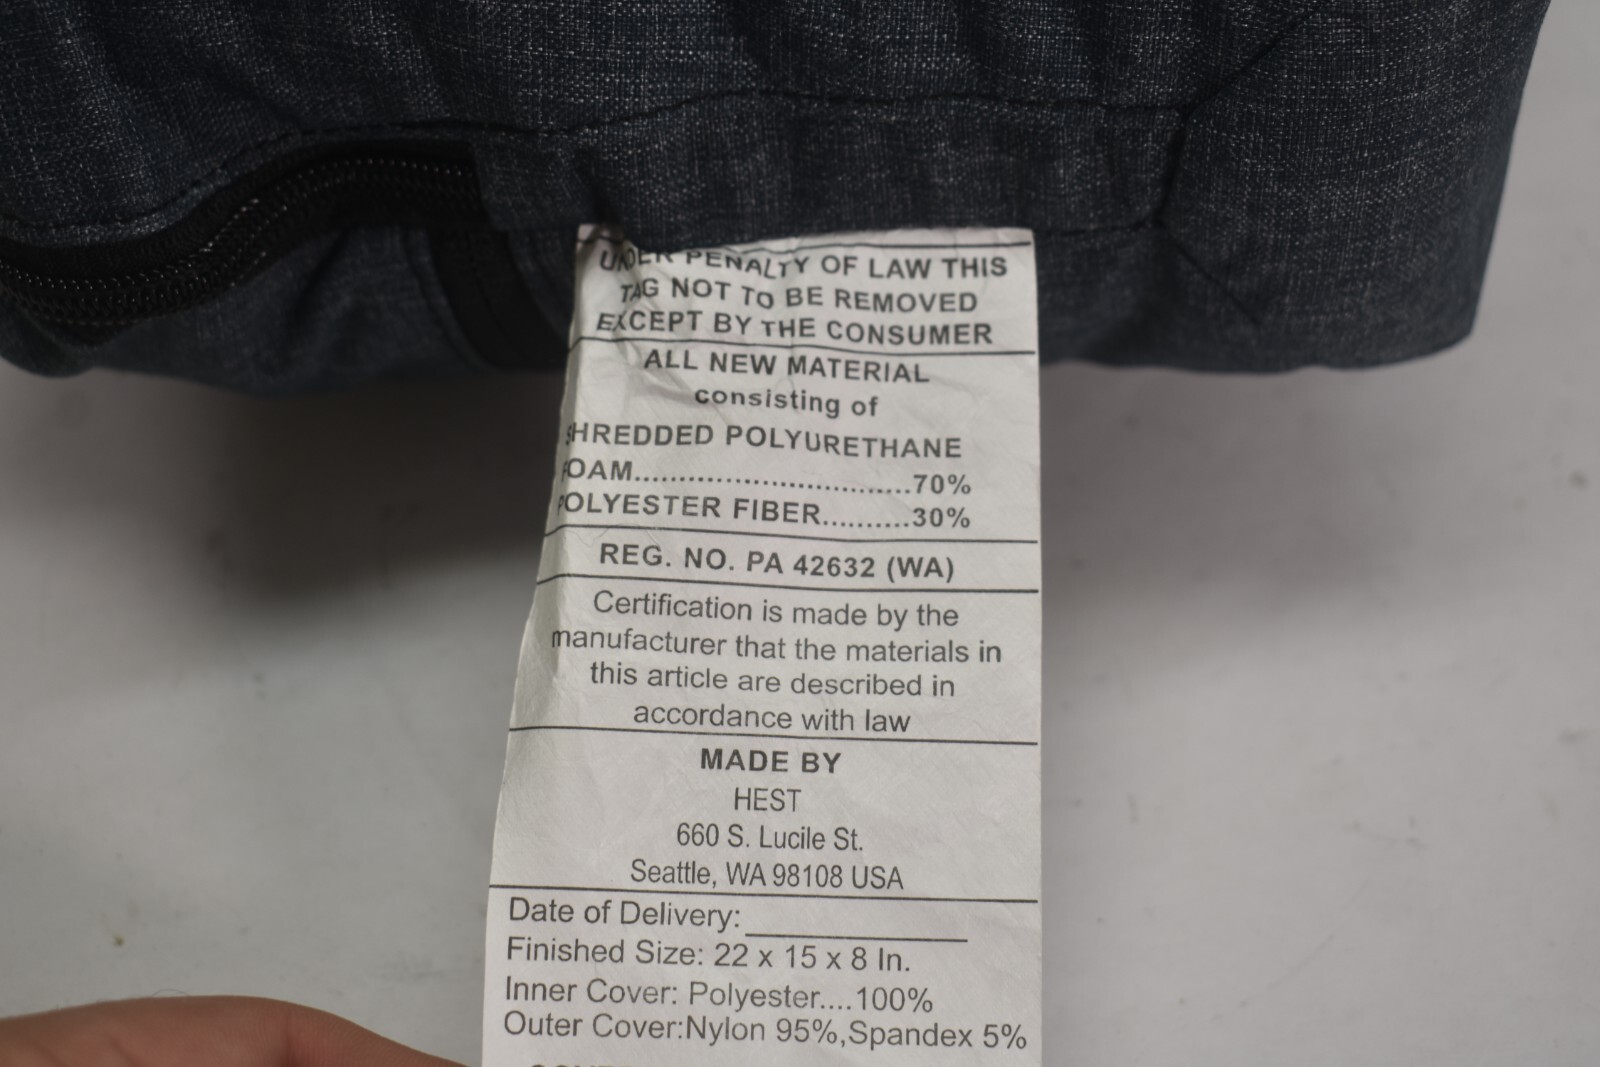 UNDER PENALTY OF LAW THIS
TAG NOT TO BE REMOVED
EXCEPT BY THE CONSUMER
ALL NEW MATERIAL
consisting of
SHREDDED POLYURETHANE
FOAM...............................70%
POLYESTER FIBER..........30%
REG. NO. PA 42632 (WA)
Certification is made by the
manufacturer that the materials in
this article are described in
accordance with law
MADE BY
HEST
660 S. Lucile St.
Seattle, WA 98108 USA
Date of Delivery:
Finished Size: 22 x 15 x 8 In.
Inner Cover: Polyester....100%
Outer Cover:Nylon 95%,Spandex 5%